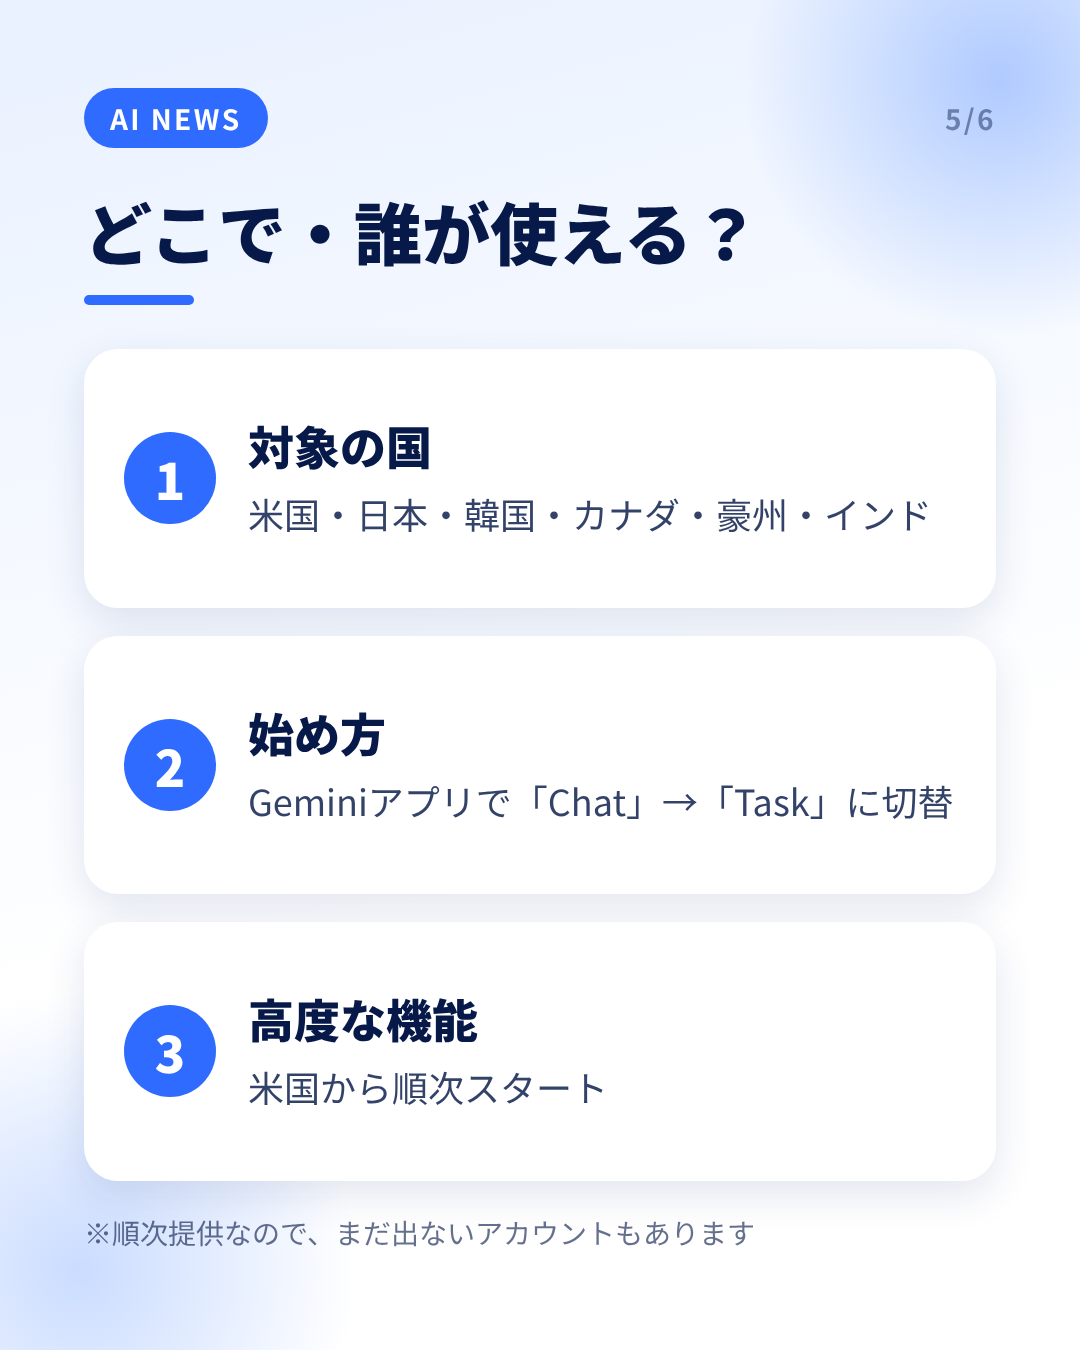 AI NEWS
5/6
どこで・誰が使える？
1
対象の国
米国・日本・韓国・カナダ・豪州・インド
2
始め方
Geminiアプリで「Chat」→「Task」に切替
3
高度な機能
米国から順次スタート
※順次提供なので、まだ出ないアカウントもあります